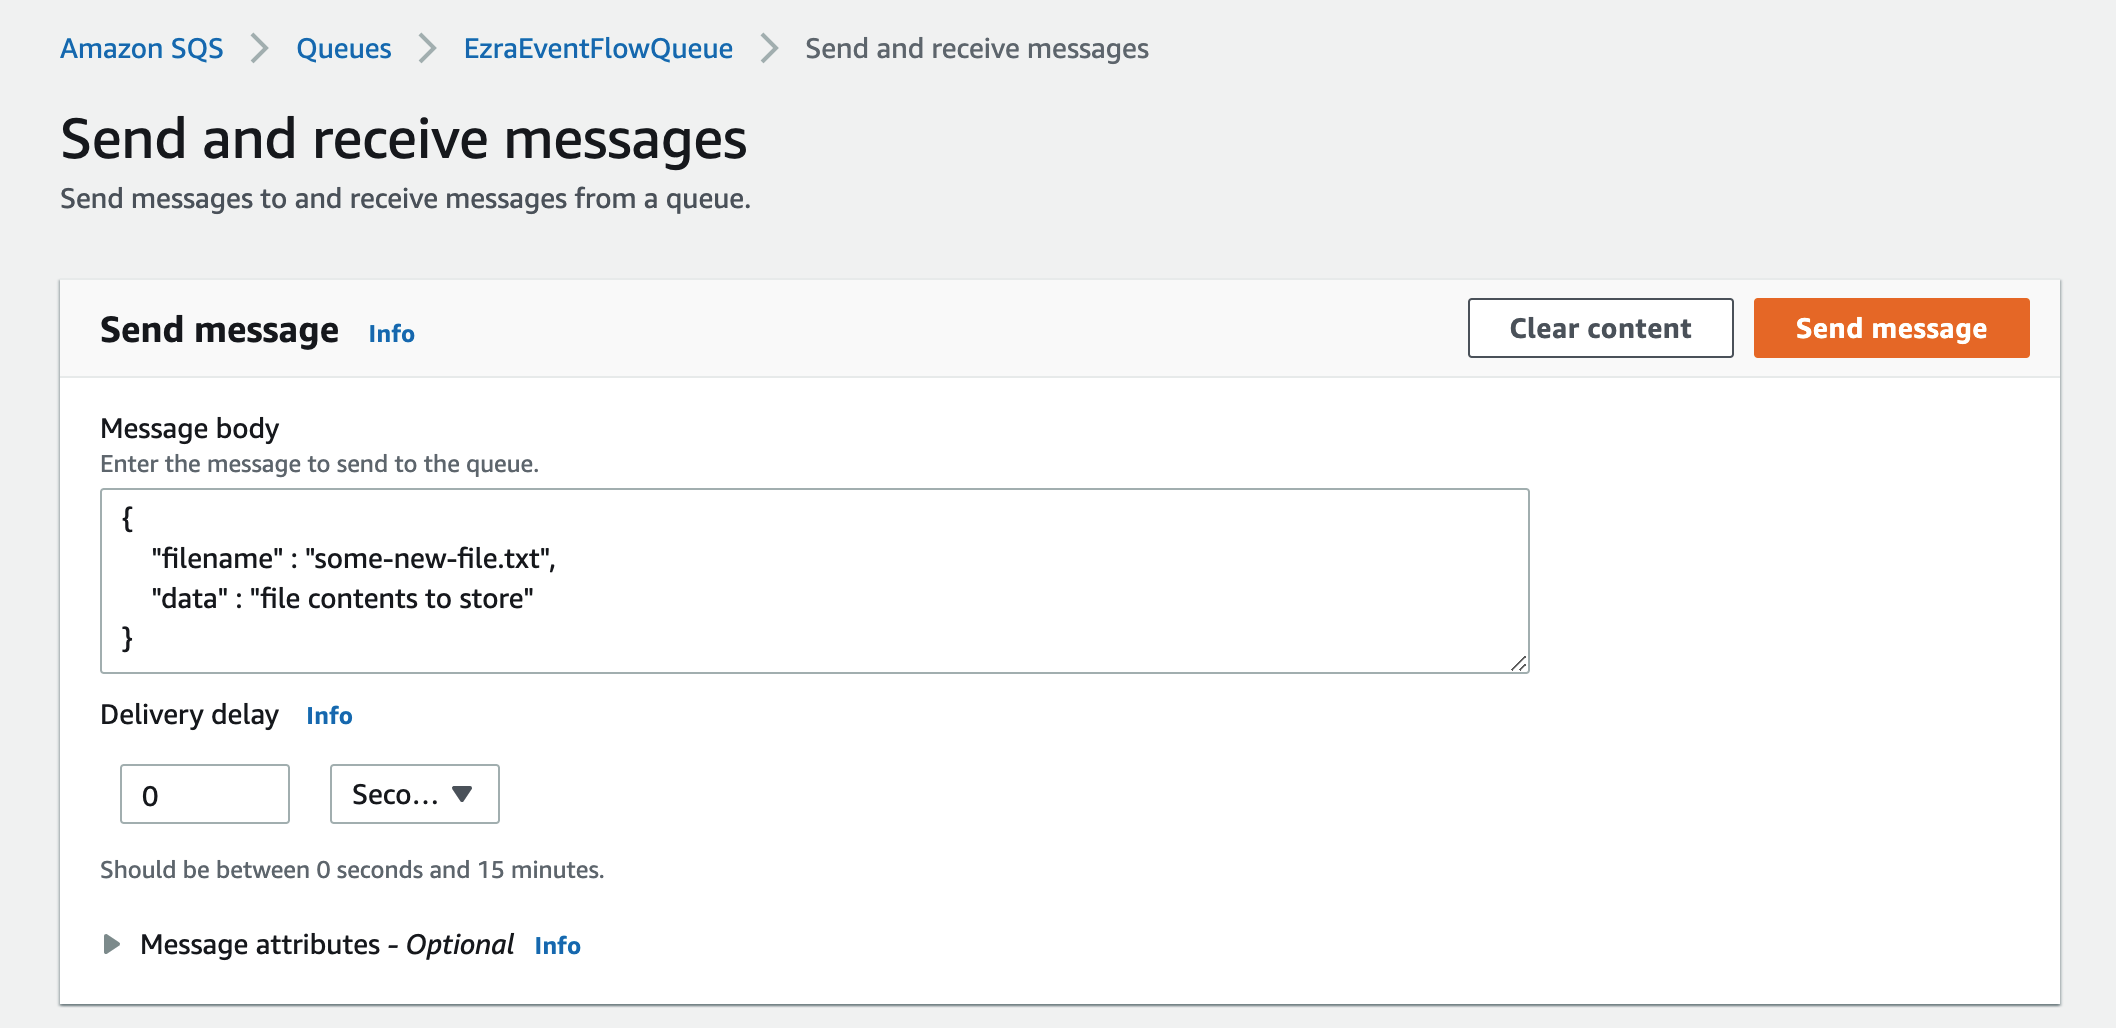 Amazon SQS Queues EzraEventFlowQueue Send and receive messages
Send and receive messages
Send messages to and receive messages from a queue.
Send message Info Clear content Send message
Message body
Enter the message to send to the queue.
{
"filename" : "some-new-file.txt",
"data" : "file contents to store"
}
Delivery delay Info
0 Seco...
Should be between 0 seconds and 15 minutes.
Message attributes - Optional Info